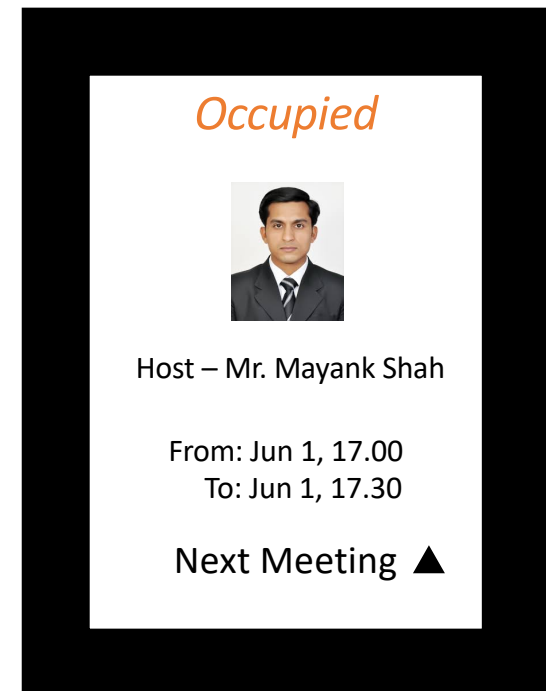 Occupied
Host – Mr. Mayank Shah
From: Jun 1, 17.00
To: Jun 1, 17.30
Next Meeting ▲